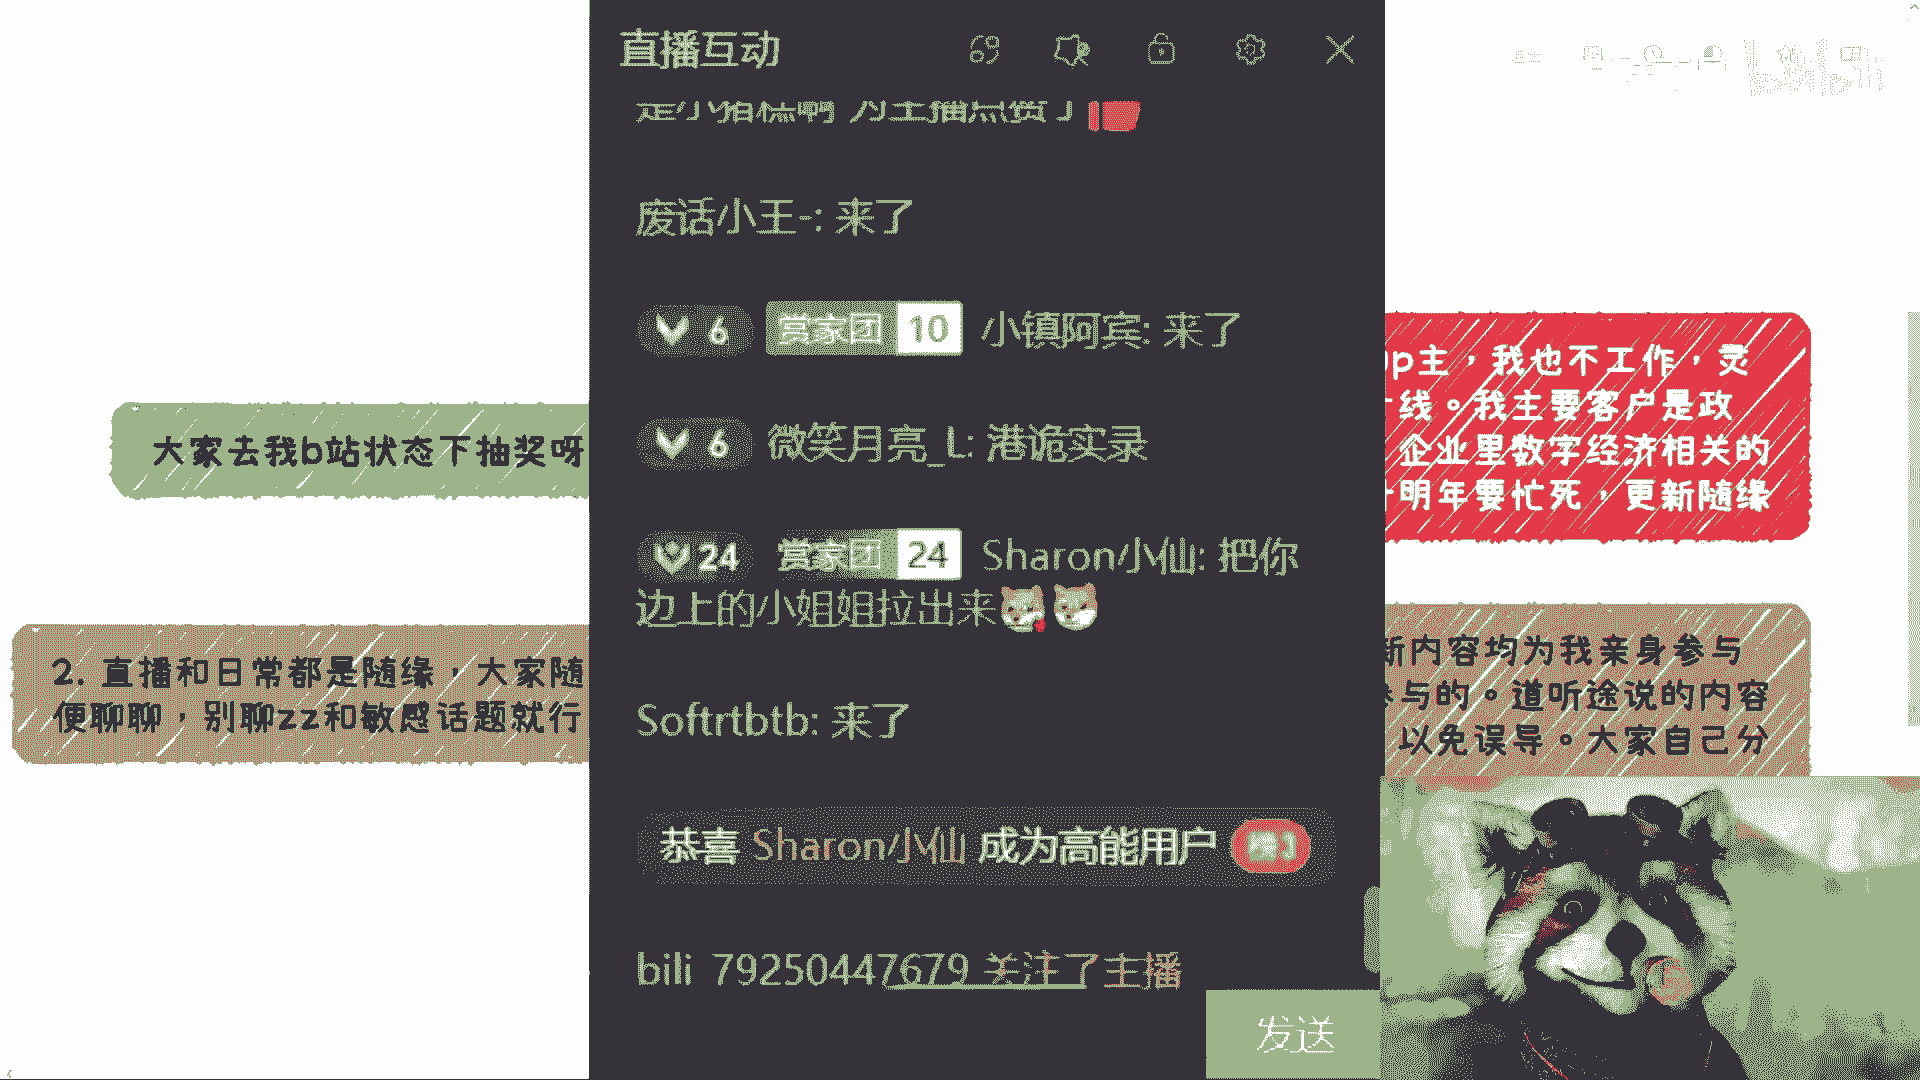 直播互动
废话小王-: 来了
6 赏家团 10 小镇阿宾: 来了
6 微笑月亮_L: 港诡实录
24 赏家团 24 Sharon小仙: 把你
边上的小姐姐拉出来
Softrtbtb: 来了
恭喜 Sharon小仙 成为高能用户
bili_79250447679 关注了主播
发送
大家去我b站状态下抽奖呀
2. 直播和日常都是随缘，大家随
便聊聊，别聊zz和敏感话题就行
p主，我也不工作，灵
线。我主要客户是政
企业里数字经济相关的
明年要忙死，更新随缘
新内容均为我亲身参与
与的。道听途说的内容
以免误导。大家自己分